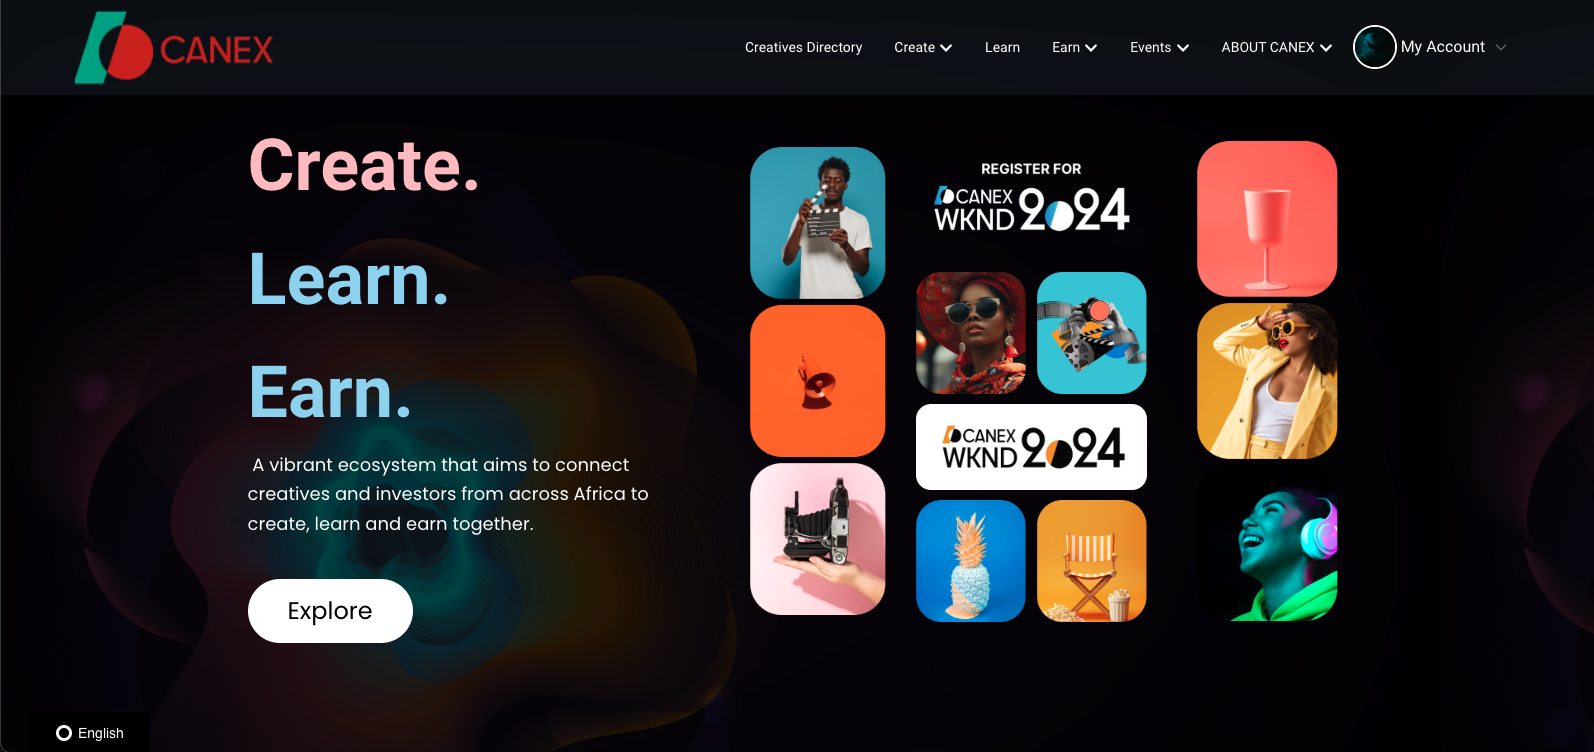 CANEX
Creatives Directory
Create
Learn
Earn
Events
ABOUT CANEX
My Account
Create.
Learn.
Earn.
A vibrant ecosystem that aims to connect
creatives and investors from across Africa to
create, learn and earn together.
Explore
REGISTER FOR
CANEX
WKND 2024
CANEX
WKND 2024
English